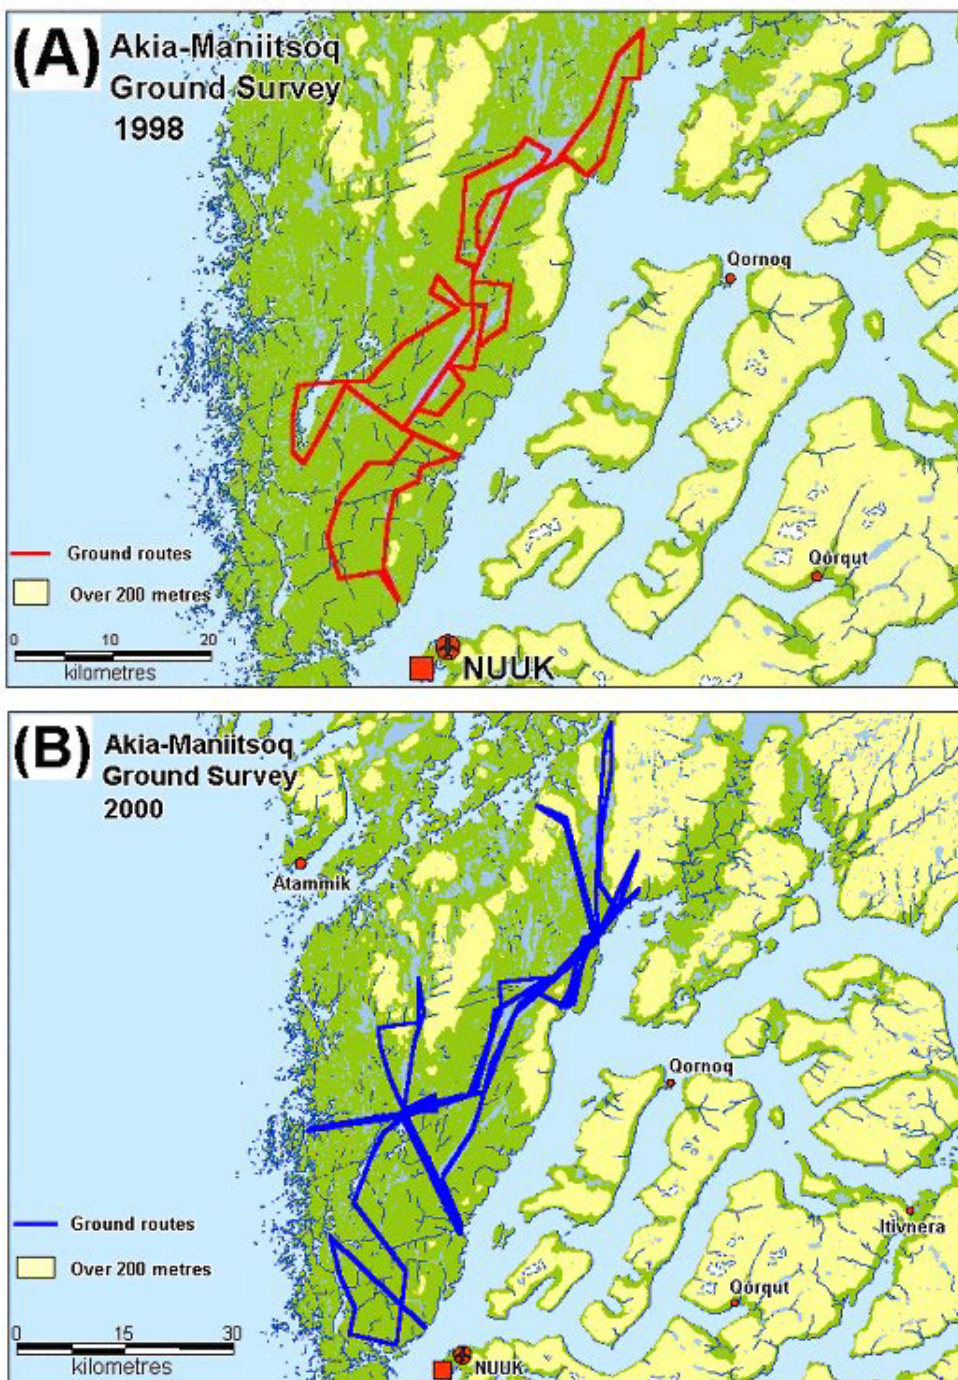 (A) Akia-Maniitsoq
Ground Survey
1998
Qornoq
Ground routes
Qôrqut
Over 200 metres
0 10 20
kilometres
NUUK
(B) Akia-Maniitsoq
Ground Survey
2000
Atammik
Qornoq
Ground routes
Itivnera
Over 200 metres
Qôrqut
0 15 30
kilometres
NUUK